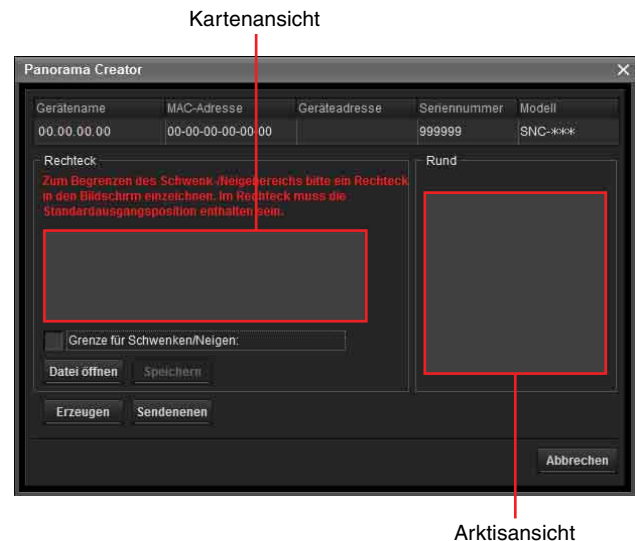 Kartenansicht
Panorama Creator
Gerätename MAC-Adresse Geräteadresse Seriennummer Modell
00.00.00.00 00-00-00-00-00-00 999999 SNC-***
Rechteck
Zum Begrenzen des Schwenk-/Neigebereichs bitte ein Rechteck
in den Bildschirm einzeichnen. Im Rechteck muss die
Standardausgangsposition enthalten sein.
Rund
Grenze für Schwenken/Neigen:
Datei öffnen Speichern
Erzeugen Sendenenen
Abbrechen
Arktisansicht